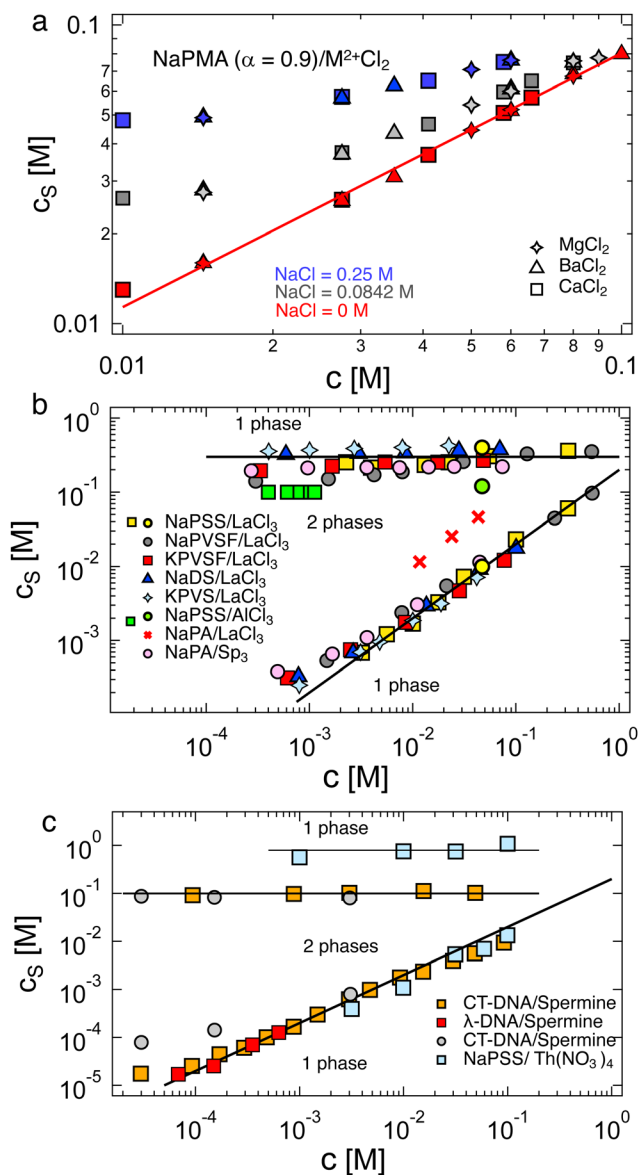 a
0.1
NaPMA (α = 0.9)/M²⁺Cl₂
7
6
5
4
3
2
0.01
c_S [M]
NaCl = 0.25 M
NaCl = 0.0842 M
NaCl = 0 M
MgCl₂
BaCl₂
CaCl₂
0.01 2 3 4 5 6 7 8 9 0.1
c [M]
b
10⁰
10⁻¹
10⁻²
10⁻³
c_S [M]
1 phase
2 phases
NaPSS/LaCl₃
NaPVSF/LaCl₃
KPVSF/LaCl₃
NaDS/LaCl₃
KPVS/LaCl₃
NaPSS/AlCl₃
NaPA/LaCl₃
NaPA/Sp₃
1 phase
10⁻⁴ 10⁻³ 10⁻² 10⁻¹ 10⁰
c [M]
c
10⁰
10⁻¹
10⁻²
10⁻³
10⁻⁴
10⁻⁵
c_S [M]
1 phase
2 phases
1 phase
CT-DNA/Spermine
λ-DNA/Spermine
CT-DNA/Spermine
NaPSS/ Th(NO₃)₄
10⁻⁴ 10⁻³ 10⁻² 10⁻¹ 10⁰
c [M]